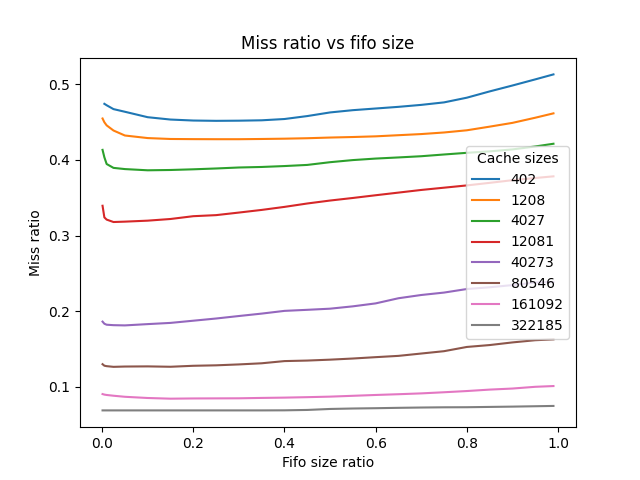 Miss ratio vs fifo size
Miss ratio
0.5
0.4
0.3
0.2
0.1
Cache sizes
402
1208
4027
12081
40273
80546
161092
322185
0.0 0.2 0.4 0.6 0.8 1.0
Fifo size ratio